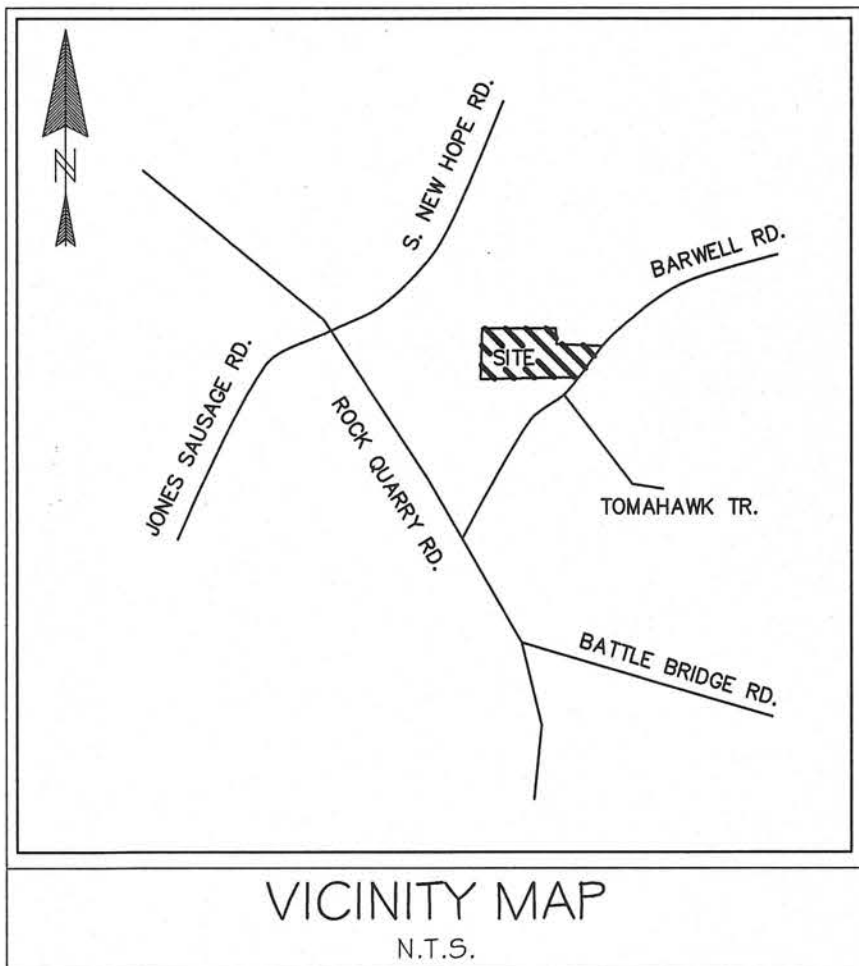 N
S. NEW HOPE RD.
BARWELL RD.
JONES SAUSAGE RD.
SITE
ROCK QUARRY RD.
TOMAHAWK TR.
BATTLE BRIDGE RD.
VICINITY MAP
N.T.S.